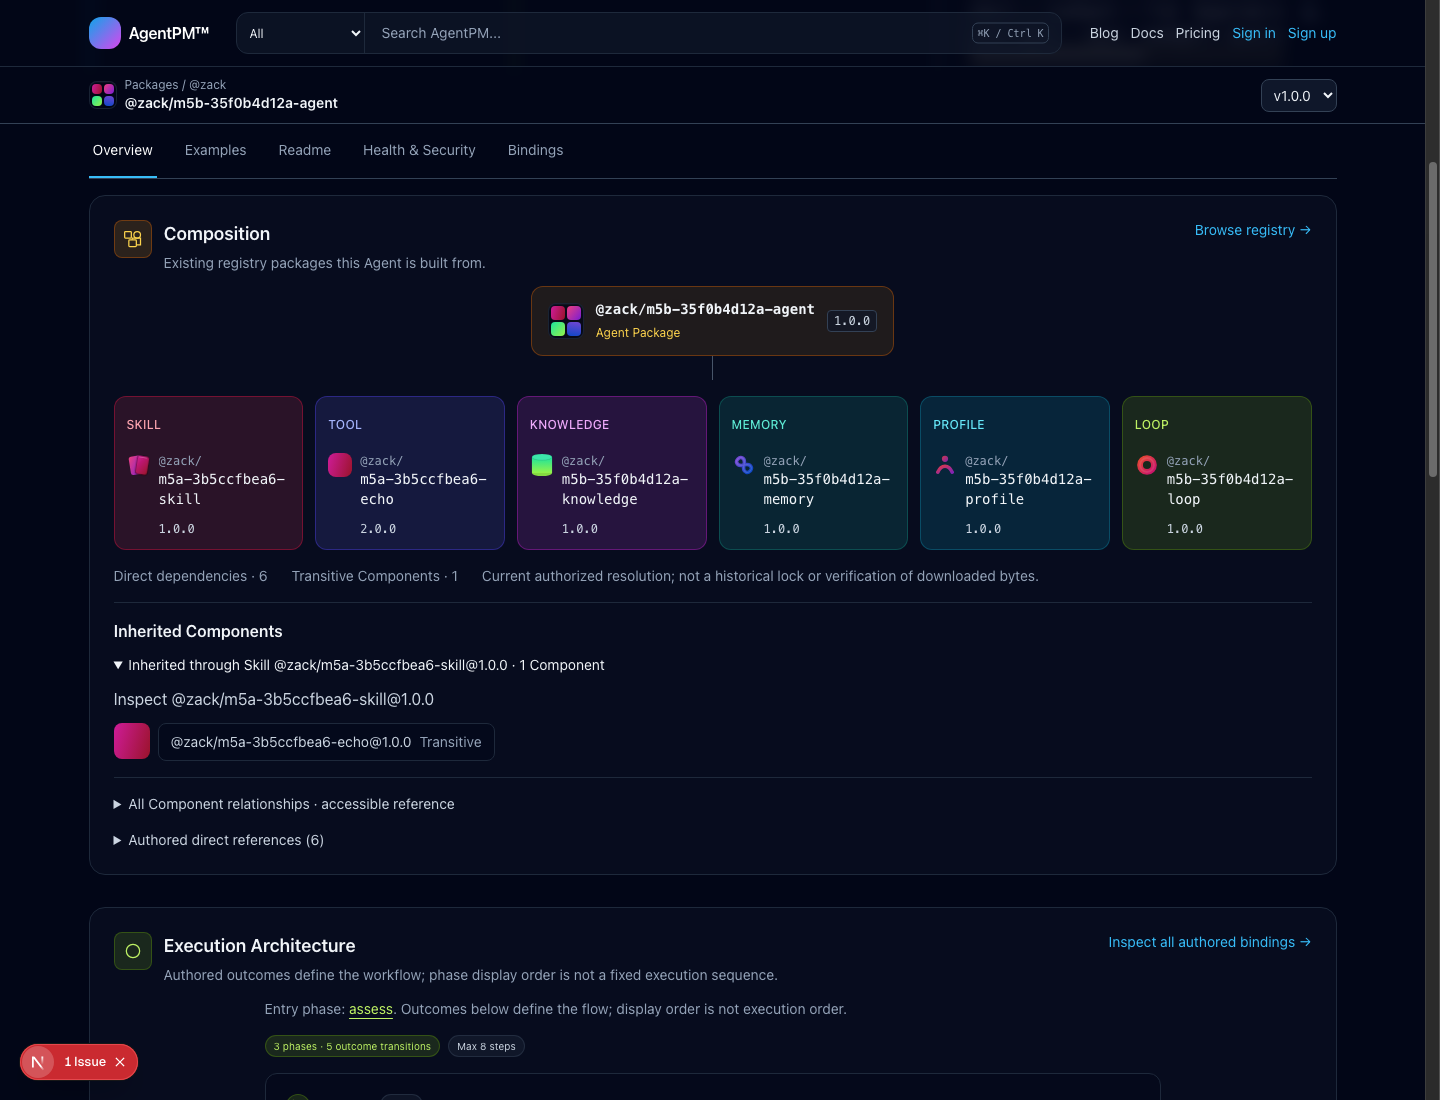 AgentPM™
All
Search AgentPM...
⌘K / Ctrl K
Blog Docs Pricing Sign in Sign up
Packages / @zack
@zack/m5b-35f0b4d12a-agent
v1.0.0
Overview Examples Readme Health & Security Bindings
Composition
Browse registry →
Existing registry packages this Agent is built from.
@zack/m5b-35f0b4d12a-agent
Agent Package
1.0.0
SKILL
@zack/
m5a-3b5ccfbea6-
skill
1.0.0
TOOL
@zack/
m5a-3b5ccfbea6-
echo
2.0.0
KNOWLEDGE
@zack/
m5b-35f0b4d12a-
knowledge
1.0.0
MEMORY
@zack/
m5b-35f0b4d12a-
memory
1.0.0
PROFILE
@zack/
m5b-35f0b4d12a-
profile
1.0.0
LOOP
@zack/
m5b-35f0b4d12a-
loop
1.0.0
Direct dependencies · 6 Transitive Components · 1 Current authorized resolution; not a historical lock or verification of downloaded bytes.
Inherited Components
▼ Inherited through Skill @zack/m5a-3b5ccfbea6-skill@1.0.0 · 1 Component
Inspect @zack/m5a-3b5ccfbea6-skill@1.0.0
@zack/m5a-3b5ccfbea6-echo@1.0.0 Transitive
▶ All Component relationships · accessible reference
▶ Authored direct references (6)
Execution Architecture
Inspect all authored bindings →
Authored outcomes define the workflow; phase display order is not a fixed execution sequence.
Entry phase: assess. Outcomes below define the flow; display order is not execution order.
3 phases · 5 outcome transitions
Max 8 steps
N 1 Issue ×